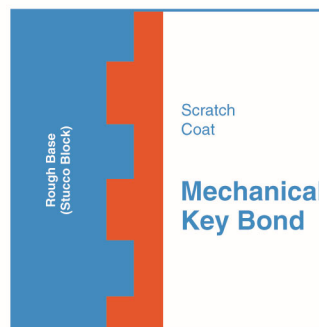 Rough Base
(Stucco Block)
Scratch
Coat
Mechanical
Key Bond